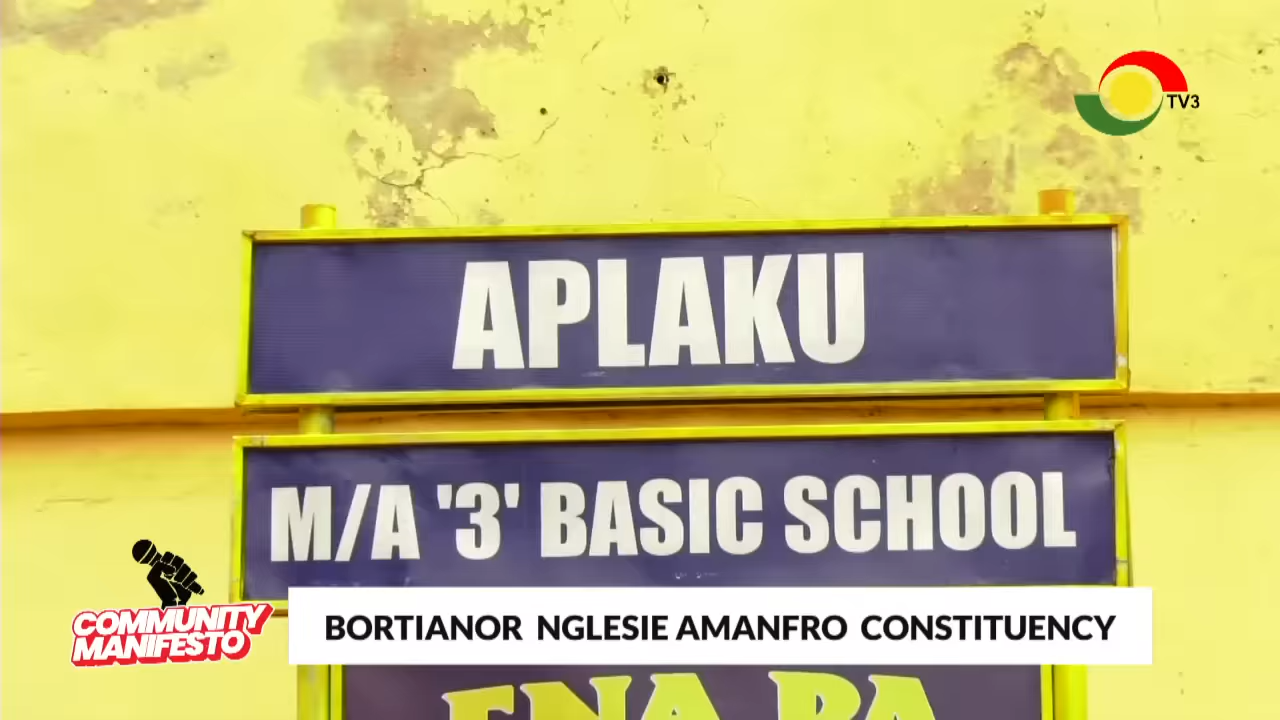 TV3
APLAKU
M/A '3' BASIC SCHOOL
COMMUNITY
MANIFESTO
BORTIANOR NGLESIE AMANFRO CONSTITUENCY